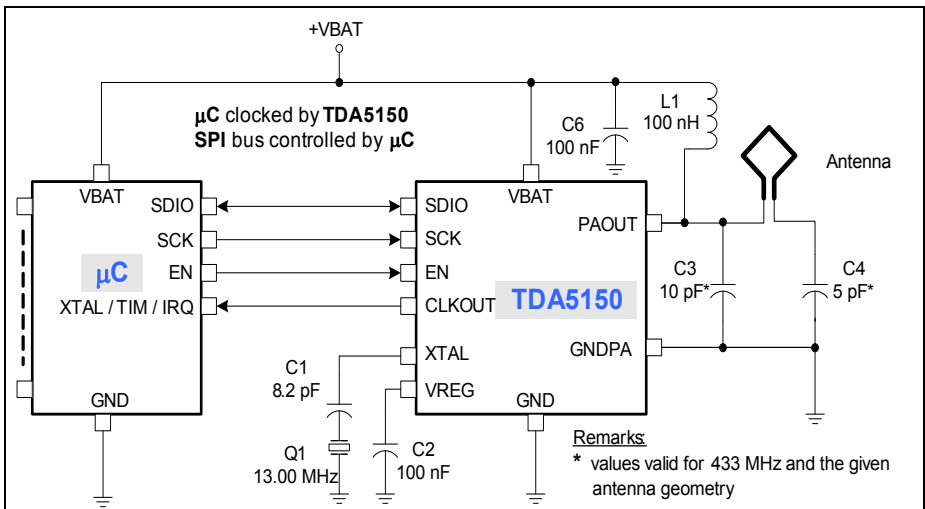 +VBAT
µC clocked by TDA5150
SPI bus controlled by µC
C6
100 nF
L1
100 nH
Antenna
VBAT
SDIO
SCK
EN
XTAL / TIM / IRQ
GND
µC
VBAT
SDIO
SCK
EN
CLKOUT
XTAL
VREG
GND
PAOUT
GNDPA
TDA5150
C3
10 pF*
C4
5 pF*
C1
8.2 pF
Q1
13.00 MHz
C2
100 nF
Remarks:
* values valid for 433 MHz and the given
antenna geometry